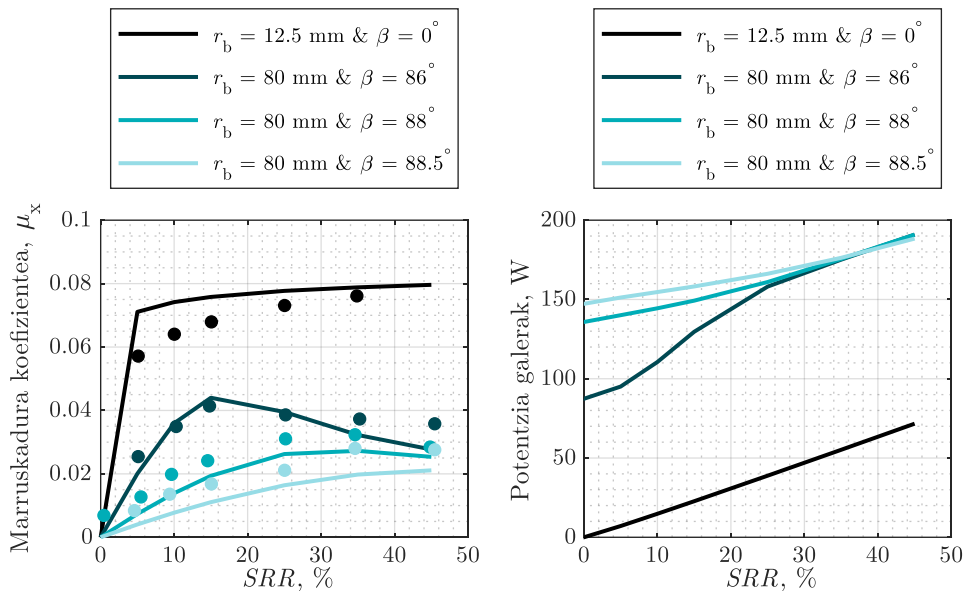 r_b = 12.5 mm & β = 0°
r_b = 80 mm & β = 86°
r_b = 80 mm & β = 88°
r_b = 80 mm & β = 88.5°
Marruskadura koefizientea, μ_x
0.1
0.08
0.06
0.04
0.02
0
0 10 20 30 40 50
SRR, %
r_b = 12.5 mm & β = 0°
r_b = 80 mm & β = 86°
r_b = 80 mm & β = 88°
r_b = 80 mm & β = 88.5°
Potentzia galerak, W
200
150
100
50
0
0 10 20 30 40 50
SRR, %